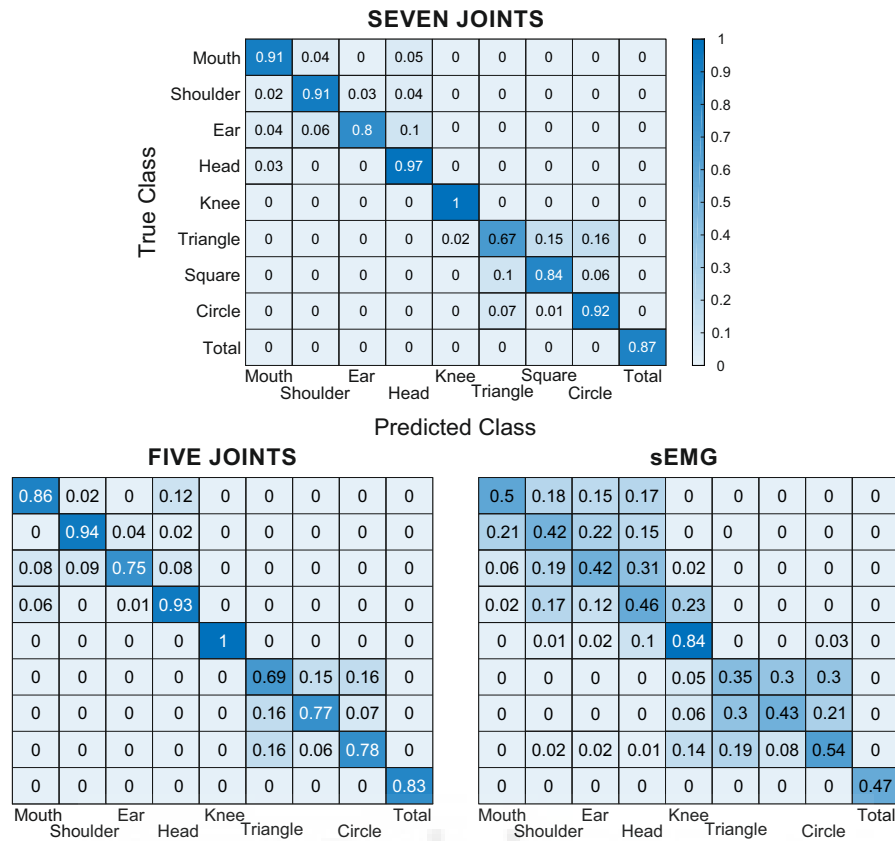 SEVEN JOINTS
Mouth 0.91 0.04 0 0.05 0 0 0 0 0
Shoulder 0.02 0.91 0.03 0.04 0 0 0 0 0
Ear 0.04 0.06 0.8 0.1 0 0 0 0 0
Head 0.03 0 0 0.97 0 0 0 0 0
Knee 0 0 0 0 1 0 0 0 0
Triangle 0 0 0 0 0.02 0.67 0.15 0.16 0
Square 0 0 0 0 0 0.1 0.84 0.06 0
Circle 0 0 0 0 0 0.07 0.01 0.92 0
Total 0 0 0 0 0 0 0 0 0.87
True Class
Mouth Shoulder Ear Head Knee Triangle Square Circle Total
1
0.9
0.8
0.7
0.6
0.5
0.4
0.3
0.2
0.1
0
Predicted Class
FIVE JOINTS
0.86 0.02 0 0.12 0 0 0 0 0
0 0.94 0.04 0.02 0 0 0 0 0
0.08 0.09 0.75 0.08 0 0 0 0 0
0.06 0 0.01 0.93 0 0 0 0 0
0 0 0 0 1 0 0 0 0
0 0 0 0 0 0.69 0.15 0.16 0
0 0 0 0 0 0.16 0.77 0.07 0
0 0 0 0 0 0.16 0.06 0.78 0
0 0 0 0 0 0 0 0 0.83
Mouth Shoulder Ear Head Knee Triangle Circle Total
sEMG
0.5 0.18 0.15 0.17 0 0 0 0 0
0.21 0.42 0.22 0.15 0 0 0 0 0
0.06 0.19 0.42 0.31 0.02 0 0 0 0
0.02 0.17 0.12 0.46 0.23 0 0 0 0
0 0.01 0.02 0.1 0.84 0 0 0.03 0
0 0 0 0 0.05 0.35 0.3 0.3 0
0 0 0 0 0.06 0.3 0.43 0.21 0
0 0.02 0.02 0.01 0.14 0.19 0.08 0.54 0
0 0 0 0 0 0 0 0 0.47
Mouth Shoulder Ear Head Knee Triangle Circle Total